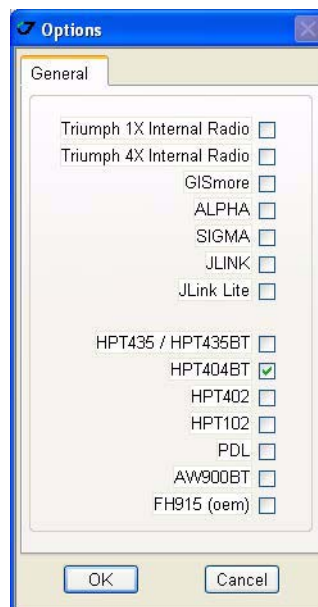 Options
General
Triumph 1X Internal Radio
Triumph 4X Internal Radio
GISmore
ALPHA
SIGMA
JLINK
JLink Lite
HPT435 / HPT435BT
HPT404BT
HPT402
HPT102
PDL
AW900BT
FH915 (oem)
OK Cancel